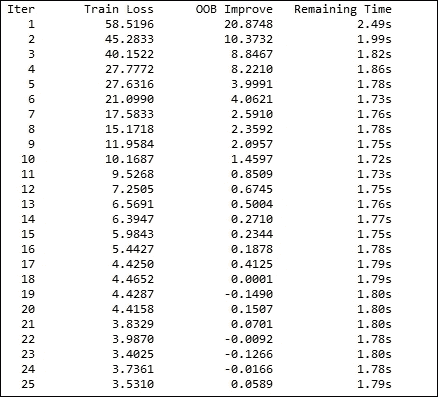 Iter Train Loss OOB Improve Remaining Time
1 58.5196 20.8748 2.49s
2 45.2833 10.3732 1.99s
3 40.1522 8.8467 1.82s
4 27.7772 8.2210 1.86s
5 27.6316 3.9991 1.78s
6 21.0990 4.0621 1.73s
7 17.5833 2.5910 1.76s
8 15.1718 2.3592 1.78s
9 11.9584 2.0957 1.75s
10 10.1687 1.4597 1.72s
11 9.5268 0.8509 1.73s
12 7.2505 0.6745 1.75s
13 6.5691 0.5004 1.76s
14 6.3947 0.2710 1.77s
15 5.9843 0.2344 1.75s
16 5.4427 0.1878 1.78s
17 4.4250 0.4125 1.79s
18 4.4652 0.0001 1.79s
19 4.4287 -0.1490 1.80s
20 4.4158 0.1507 1.80s
21 3.8329 0.0701 1.80s
22 3.9870 -0.0092 1.78s
23 3.4025 -0.1266 1.80s
24 3.7361 -0.0166 1.78s
25 3.5310 0.0589 1.79s